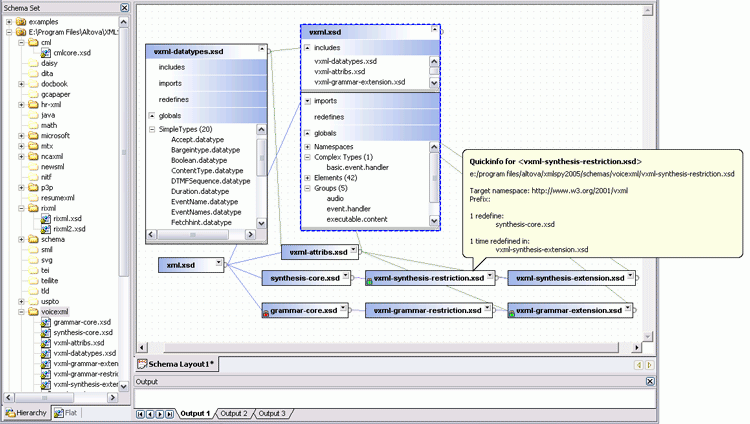 Schema Set
examples
E:\Program Files\Altova\XML
cml
cmlcore.xsd
daisy
dita
docbook
gcapaper
hr-xml
java
math
microsoft
mtx
ncaxml
newsml
nitf
p3p
resumexml
rixml
rixml.xsd
rixml2.xsd
schema
sml
svg
tei
teilite
tld
uspto
voicexml
grammar-core.xsd
synthesis-core.xsd
vxml-attribs.xsd
vxml-datatypes.xsd
vxml-grammar-exten
vxml-grammar-restric
vxml-synthesis-exter
Hierarchy
Flat
vxml-datatypes.xsd
includes
imports
redefines
globals
SimpleTypes (20)
Accept.datatype
Bargeintype.datatype
Boolean.datatype
ContentType.datatype
DTMFSequence.datatype
Duration.datatype
EventName.datatype
EventNames.datatype
Fetchhint.datatype
vxml.xsd
includes
vxml-datatypes.xsd
vxml-attribs.xsd
vxml-grammar-extension.xsd
imports
redefines
globals
Namespaces
Complex Types (1)
basic.event.handler
Elements (42)
Groups (5)
audio
event.handler
executable.content
Quickinfo for <vxml-synthesis-restriction.xsd>
e:/program files/altova/xmlspy2005/schemas/voicexml/vxml-synthesis-restriction.xsd
Target namespace: http://www.w3.org/2001/vxml
Prefix:
1 redefine:
synthesis-core.xsd
1 time redefined in:
vxml-synthesis-extension.xsd
vxml-attribs.xsd
xml.xsd
synthesis-core.xsd
vxml-synthesis-restriction.xsd
vxml-synthesis-extension.xsd
grammar-core.xsd
vxml-grammar-restriction.xsd
vxml-grammar-extension.xsd
Schema Layout1*
Output
Output 1
Output 2
Output 3